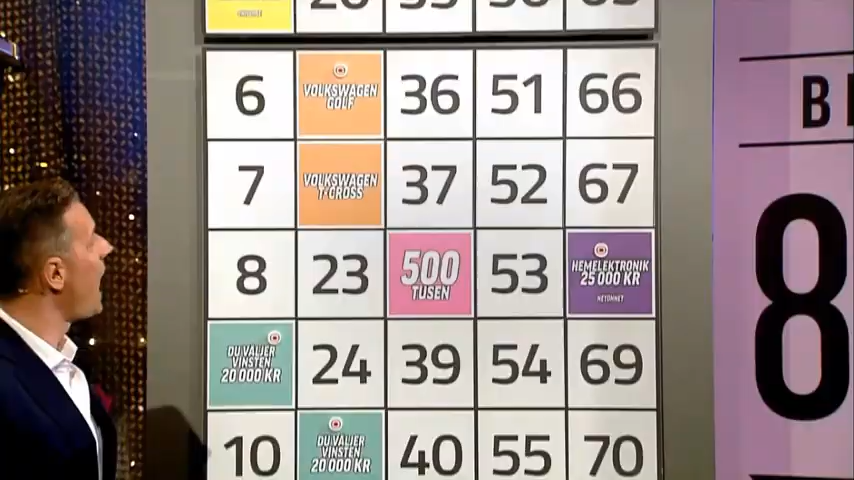 6 VOLKSWAGEN GOLF 36 51 66
7 VOLKSWAGEN T-CROSS 37 52 67
8 23 500 TUSEN 53 HEMELEKTRONIK 25 000 KR NETONNET
DU VÄLJER VINSTEN 20 000 KR 24 39 54 69
10 DU VÄLJER VINSTEN 20 000 KR 40 55 70
8